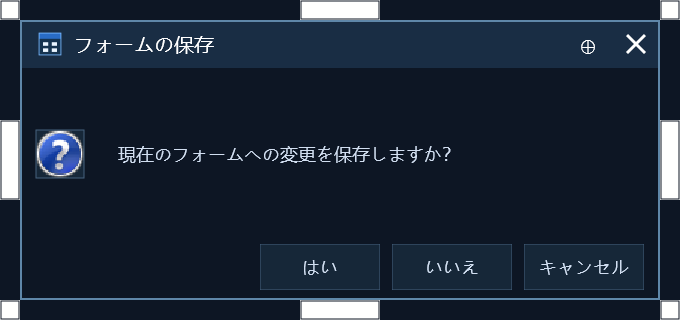 フォームの保存
現在のフォームへの変更を保存しますか?
はい
いいえ
キャンセル